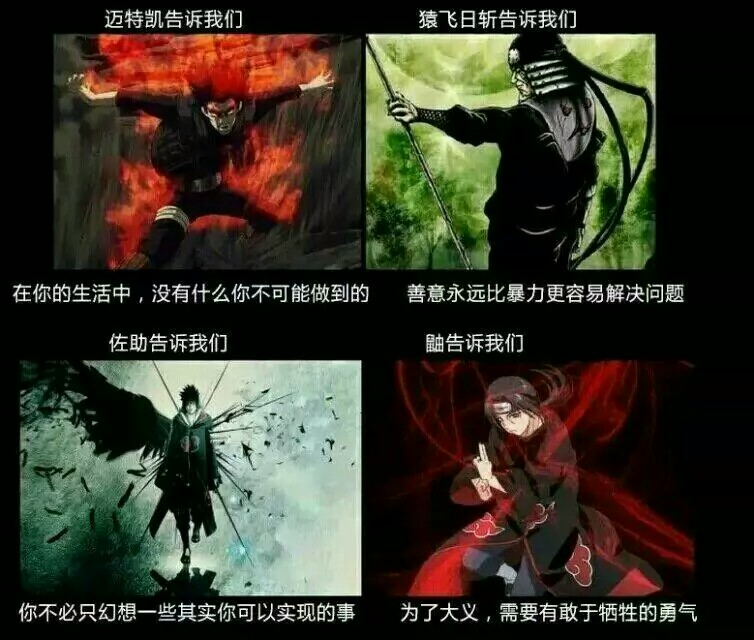 迈特凯告诉我们
猿飞日斩告诉我们
在你的生活中，没有什么你不可能做到的
善意永远比暴力更容易解决问题
佐助告诉我们
鼬告诉我们
你不必只幻想一些其实你可以实现的事
为了大义，需要有敢于牺牲的勇气